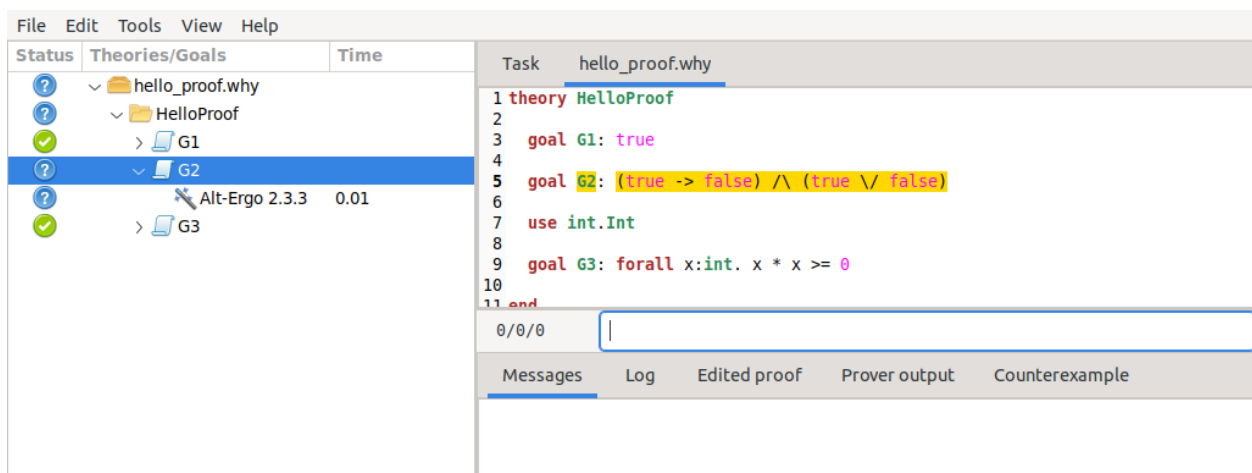 File Edit Tools View Help
Status Theories/Goals Time
hello_proof.why
HelloProof
G1
G2
Alt-Ergo 2.3.3 0.01
G3
Task hello_proof.why
1 theory HelloProof
2
3 goal G1: true
4
5 goal G2: (true -> false) /\ (true \/ false)
6
7 use int.Int
8
9 goal G3: forall x:int. x * x >= 0
10
11 end
0/0/0
Messages Log Edited proof Prover output Counterexample